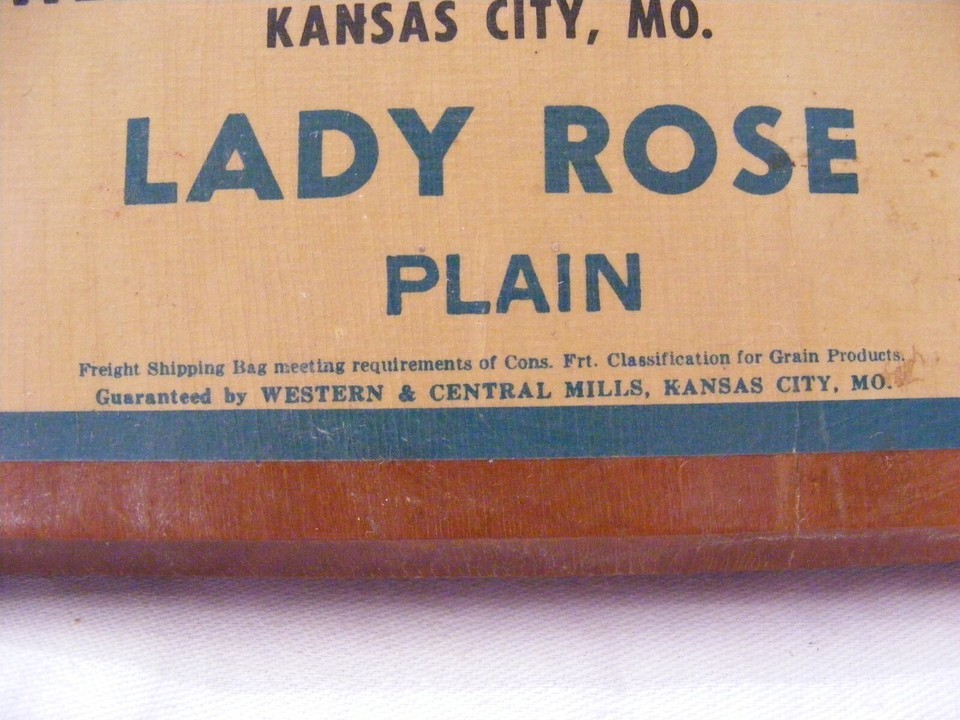 KANSAS CITY, MO.
LADY ROSE
PLAIN
Freight Shipping Bag meeting requirements of Cons. Frt. Classification for Grain Products.
Guaranteed by WESTERN & CENTRAL MILLS, KANSAS CITY, MO.